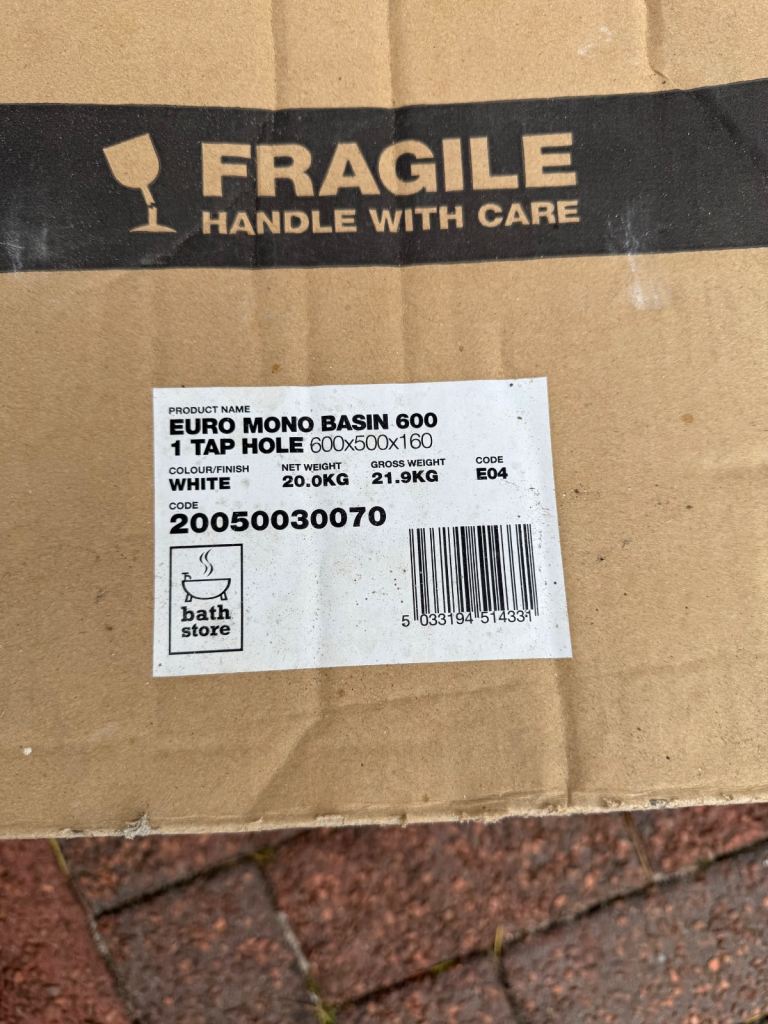 FRAGILE
HANDLE WITH CARE
PRODUCT NAME
EURO MONO BASIN 600
1 TAP HOLE 600x500x160
COLOUR/FINISH NET WEIGHT GROSS WEIGHT CODE
WHITE 20.0KG 21.9KG E04
CODE
20050030070
bath
store
5 033194 514331